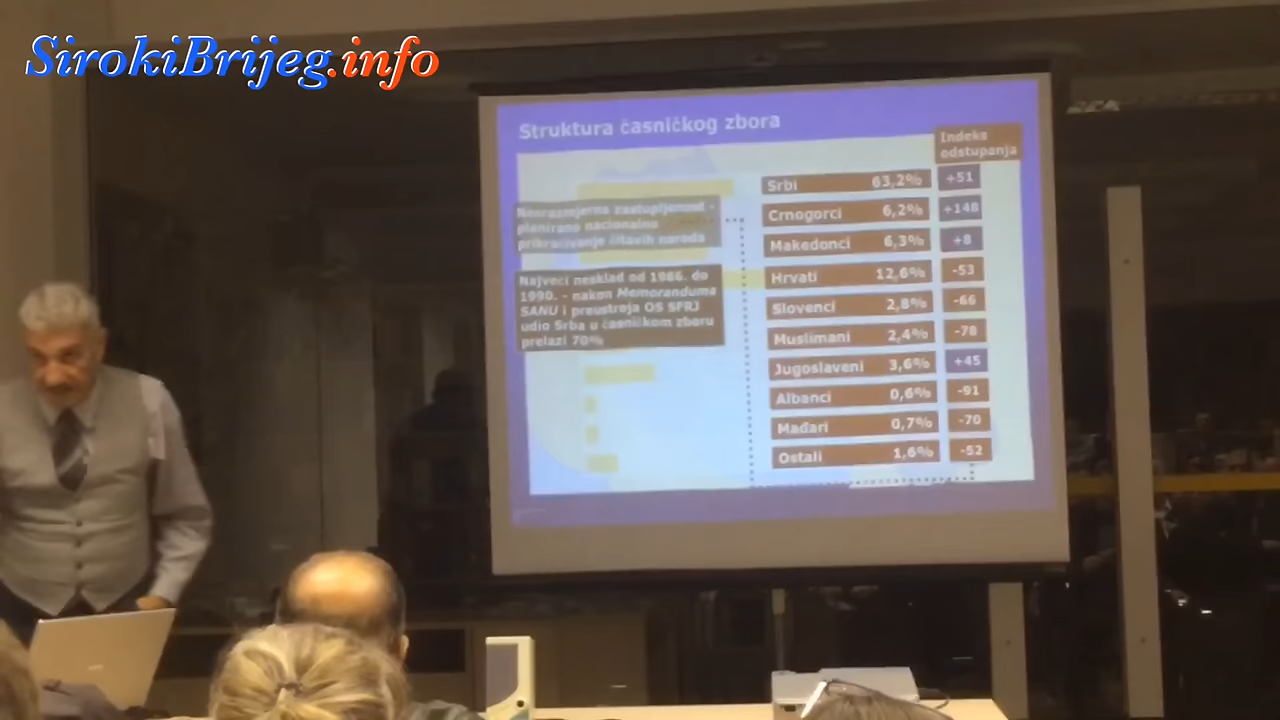 SirokiBrijeg.info
Struktura časničkog zbora
Indeks
odstupanja
Nesrazmjerna zastupljenost -
planirano nacionalno
prikraćivanje čitavih naroda
Najveći nesklad od 1986. do
1990. - nakon Memoranduma
SANU i preustroja OS SFRJ
udio Srba u časničkom zboru
prelazi 70%
Srbi 63,2% +51
Crnogorci 6,2% +148
Makedonci 6,3% +8
Hrvati 12,6% -53
Slovenci 2,8% -66
Muslimani 2,4% -78
Jugoslaveni 3,6% +45
Albanci 0,6% -91
Mađari 0,7% -70
Ostali 1,6% -52